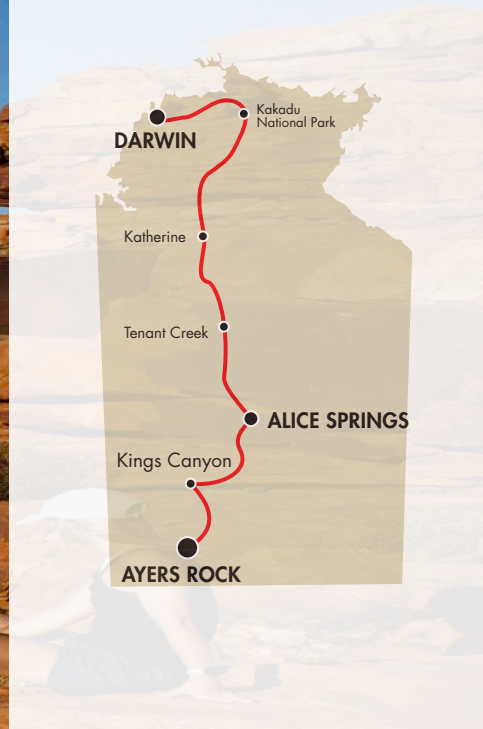 Kakadu
National Park
DARWIN
Katherine
Tenant Creek
ALICE SPRINGS
Kings Canyon
AYERS ROCK